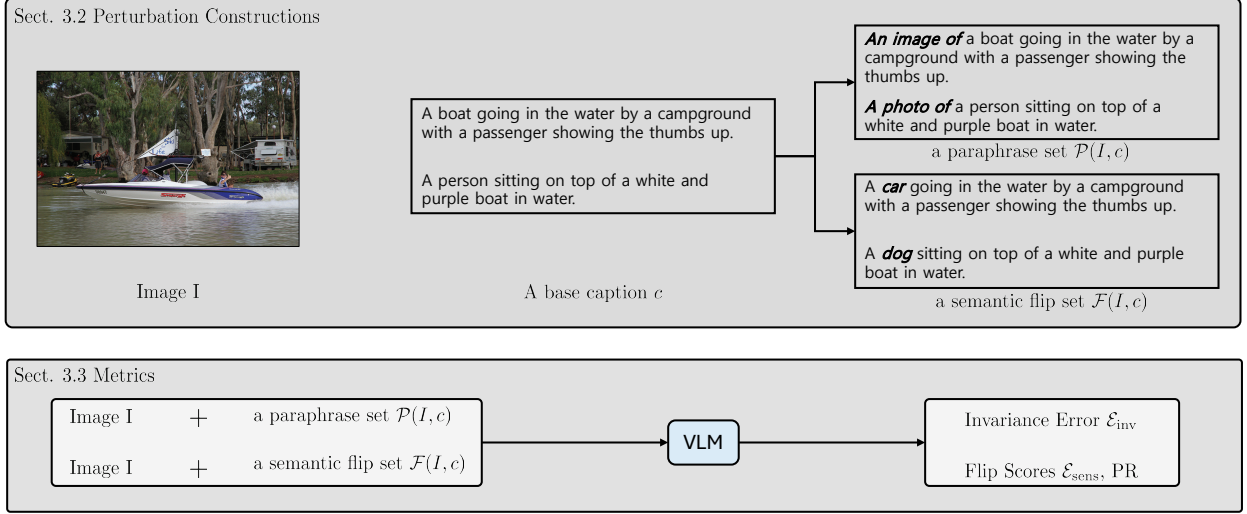 Sect. 3.2 Perturbation Constructions
A boat going in the water by a campground
with a passenger showing the thumbs up.
A person sitting on top of a white and
purple boat in water.
An image of a boat going in the water by a
campground with a passenger showing the
thumbs up.
A photo of a person sitting on top of a
white and purple boat in water.
a paraphrase set P(I, c)
A car going in the water by a campground
with a passenger showing the thumbs up.
A dog sitting on top of a white and purple
boat in water.
a semantic flip set F(I, c)
Image I
A base caption c
Sect. 3.3 Metrics
Image I + a paraphrase set P(I, c)
Image I + a semantic flip set F(I, c)
VLM
Invariance Error ℰ_inv
Flip Scores ℰ_sens, PR